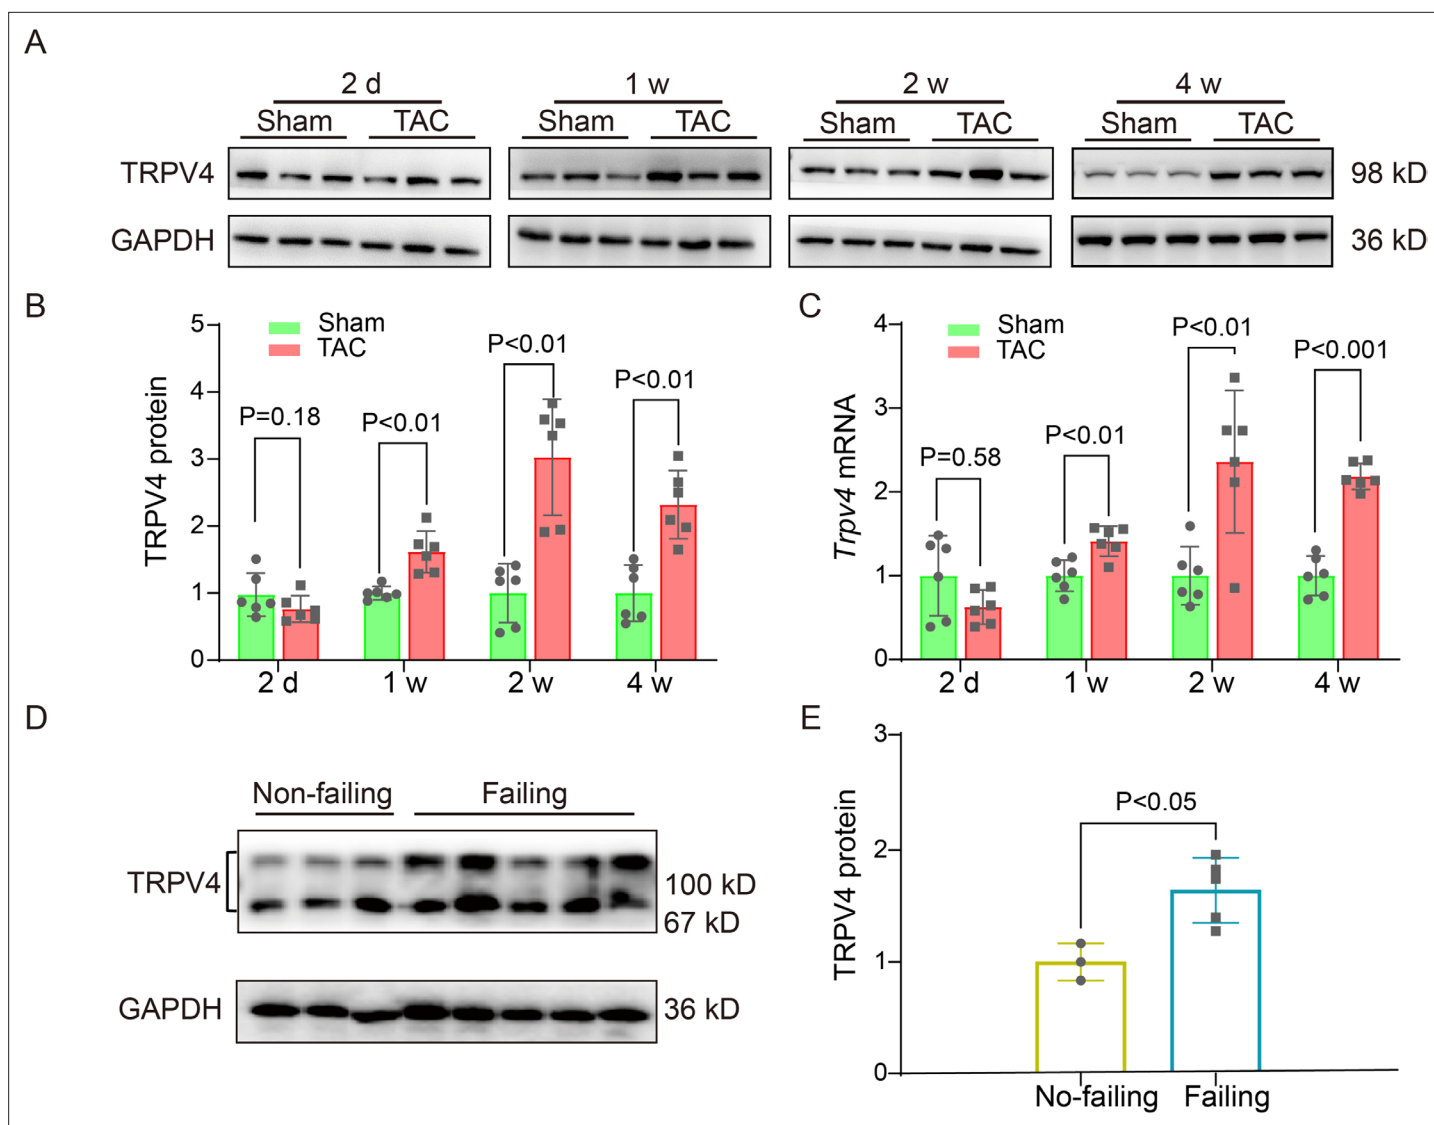 A
2 d 1 w 2 w 4 w
Sham TAC Sham TAC Sham TAC Sham TAC
TRPV4 98 kD
GAPDH 36 kD
B
Sham
TAC
TRPV4 protein
5
4
3
2
1
0
P=0.18
P<0.01
P<0.01
P<0.01
2 d 1 w 2 w 4 w
C
Sham
TAC
Trpv4 mRNA
4
3
2
1
0
P=0.58
P<0.01
P<0.01
P<0.001
2 d 1 w 2 w 4 w
D
Non-failing Failing
TRPV4
100 kD
67 kD
GAPDH 36 kD
E
TRPV4 protein
3
2
1
0
P<0.05
No-failing Failing